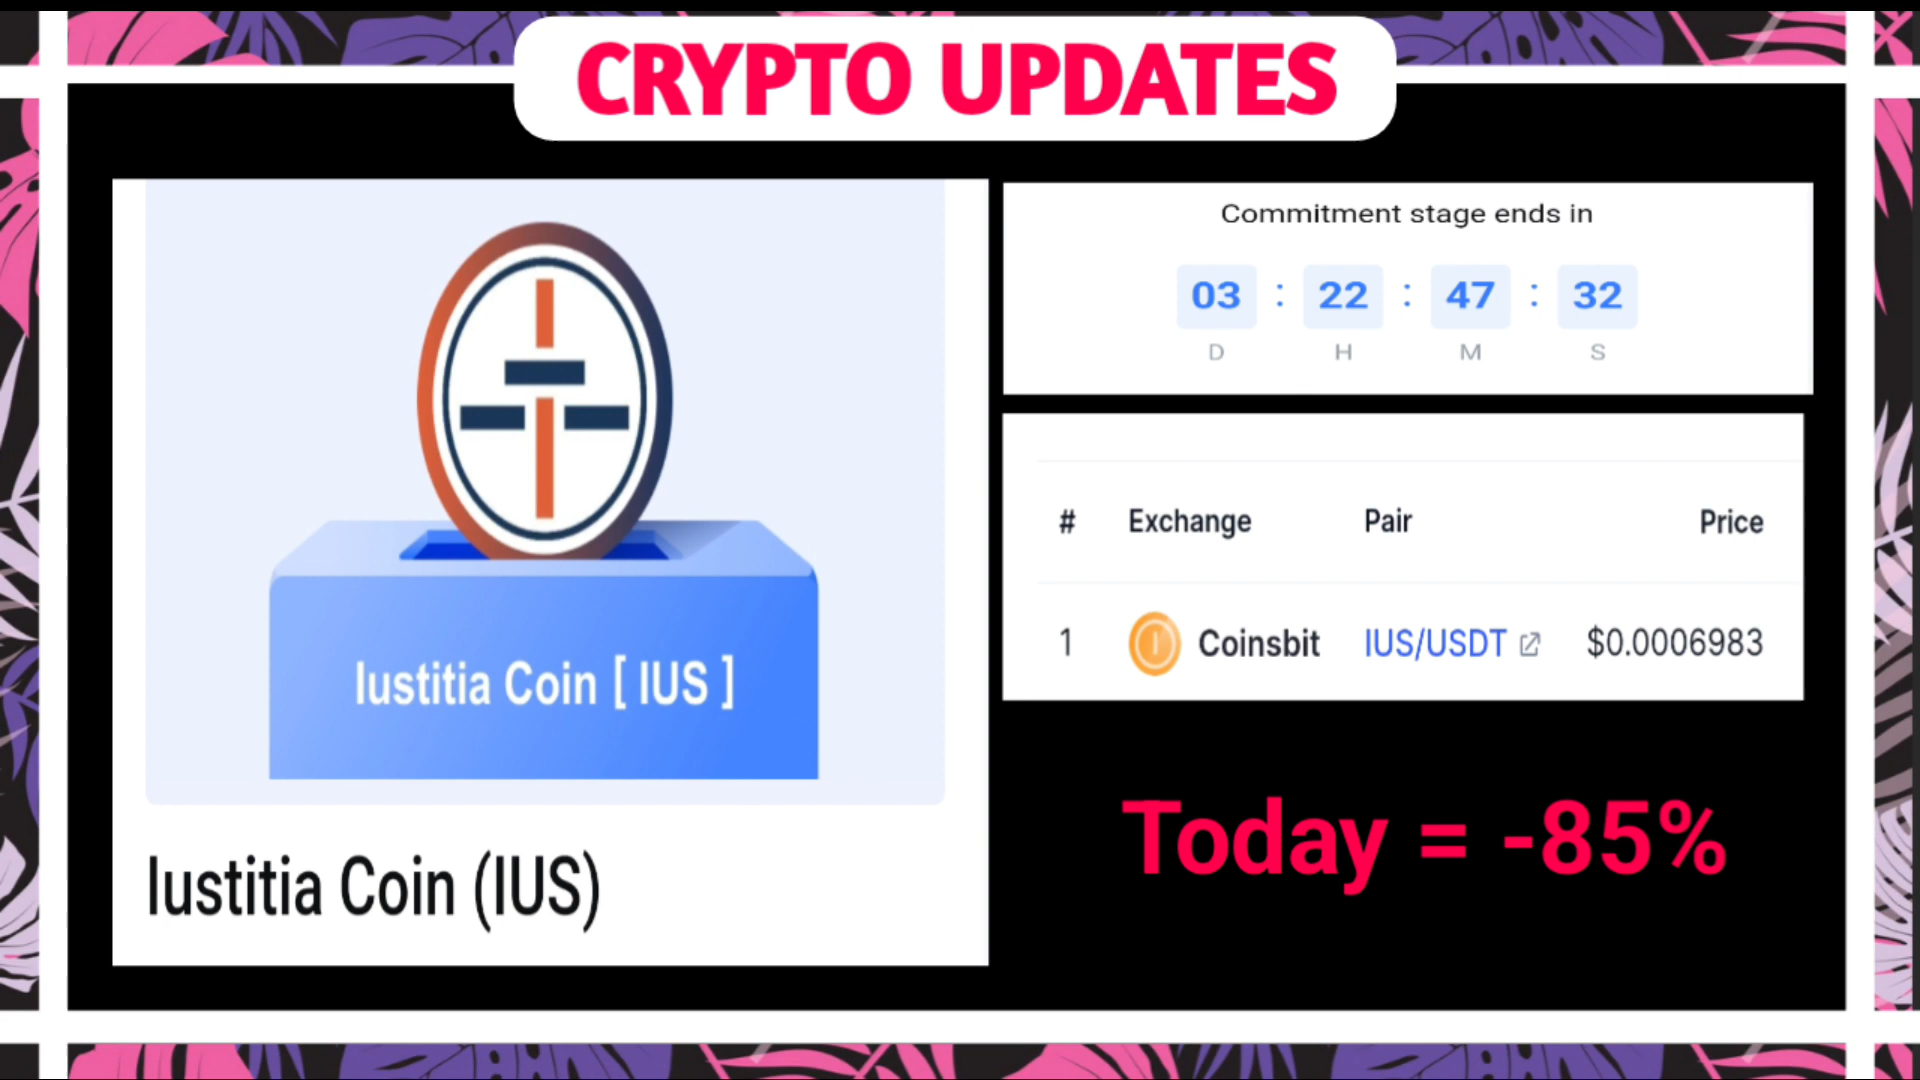 CRYPTO UPDATES
Iustitia Coin [ IUS ]
Iustitia Coin (IUS)
Commitment stage ends in
03 : 22 : 47 : 32
D H M S
# Exchange Pair Price
1 Coinsbit IUS/USDT $0.0006983
Today = -85%